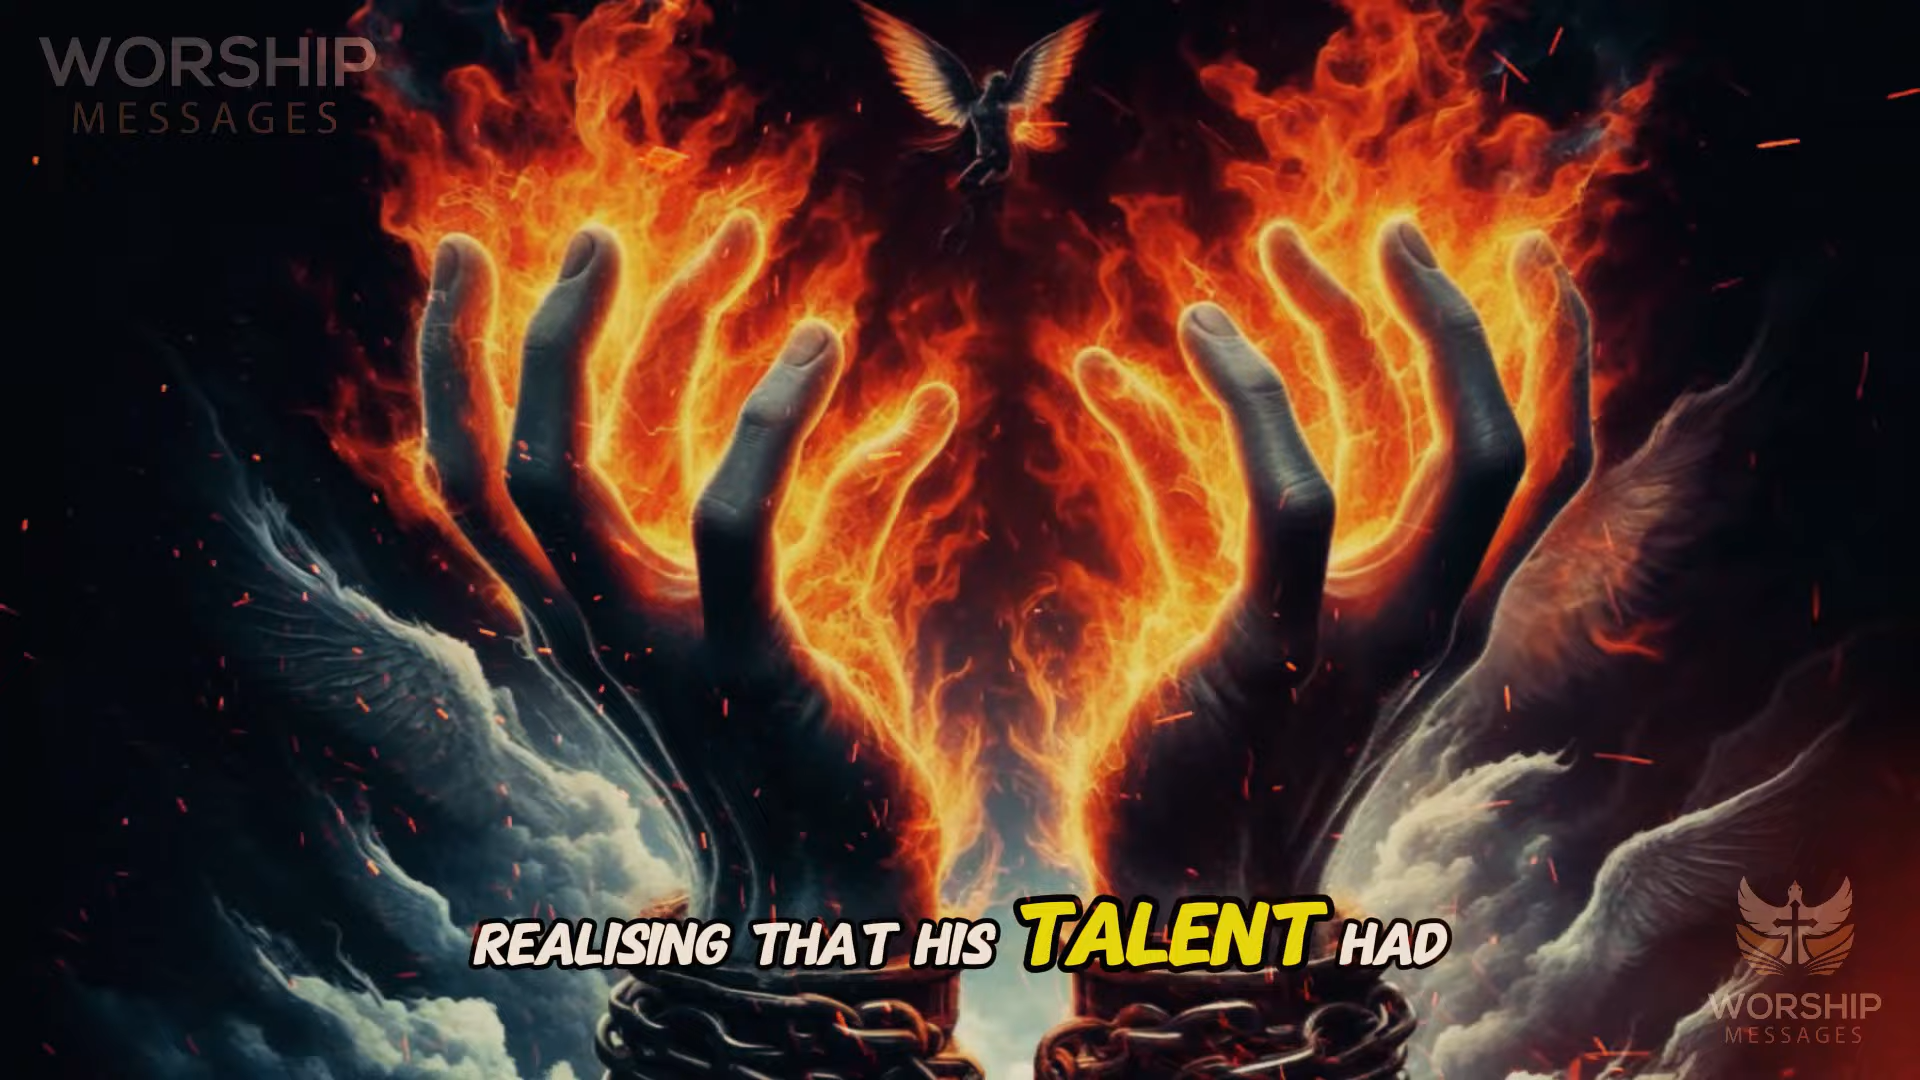 WORSHIP
MESSAGES
REALISING THAT HIS TALENT HAD
WORSHIP
MESSAGES